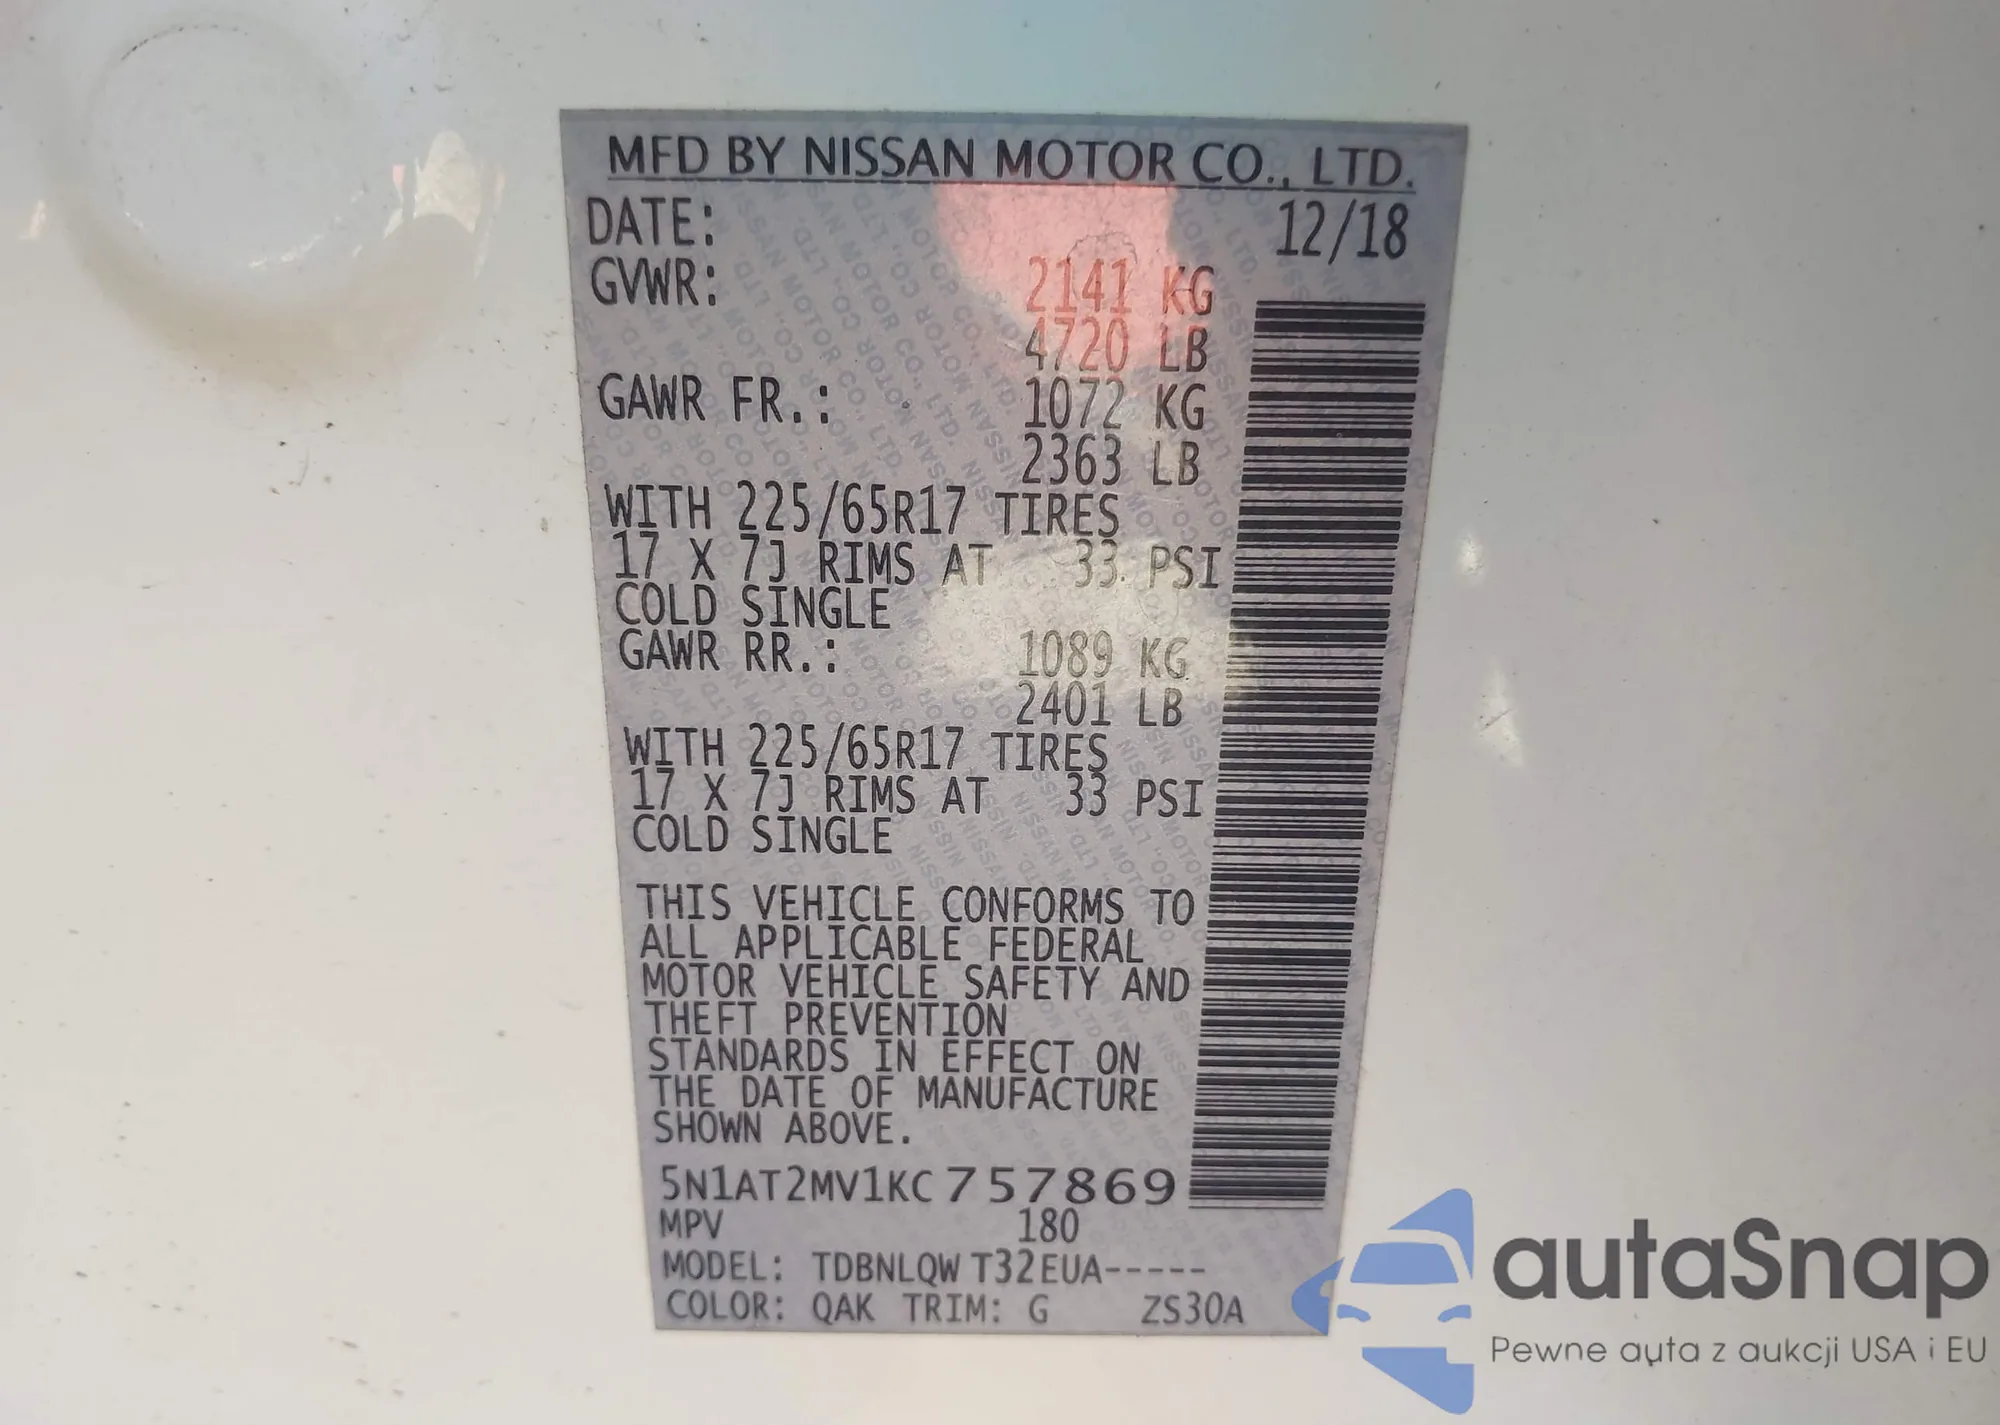 MFD BY NISSAN MOTOR CO., LTD.
DATE: 12/18
GVWR: 2141 KG
4720 LB
GAWR FR.: 1072 KG
2363 LB
WITH 225/65R17 TIRES
17 X 7J RIMS AT 33 PSI
COLD SINGLE
GAWR RR.: 1089 KG
2401 LB
WITH 225/65R17 TIRES
17 X 7J RIMS AT 33 PSI
COLD SINGLE
THIS VEHICLE CONFORMS TO
ALL APPLICABLE FEDERAL
MOTOR VEHICLE SAFETY AND
THEFT PREVENTION
STANDARDS IN EFFECT ON
THE DATE OF MANUFACTURE
SHOWN ABOVE.
5N1AT2MV1KC757869
MPV 180
MODEL: TDBNLQW T32EUA-----
COLOR: QAK TRIM: G ZS30A
autaSnap
Pewne auta z aukcji USA i EU